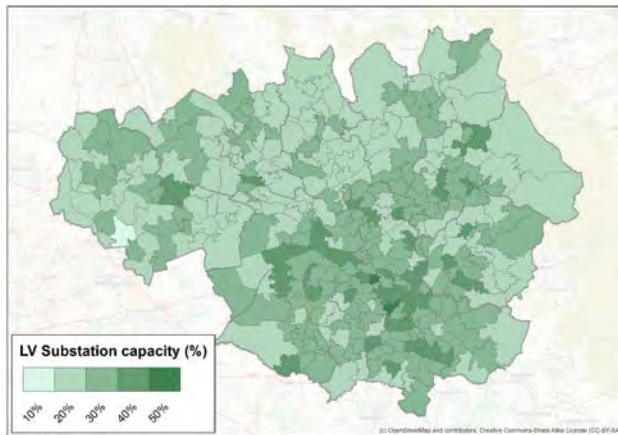 LV Substation capacity (%)
10% 20% 30% 40% 50%
(c) OpenStreetMap and contributors, Creative Commons-Share Alike License (CC-BY-SA